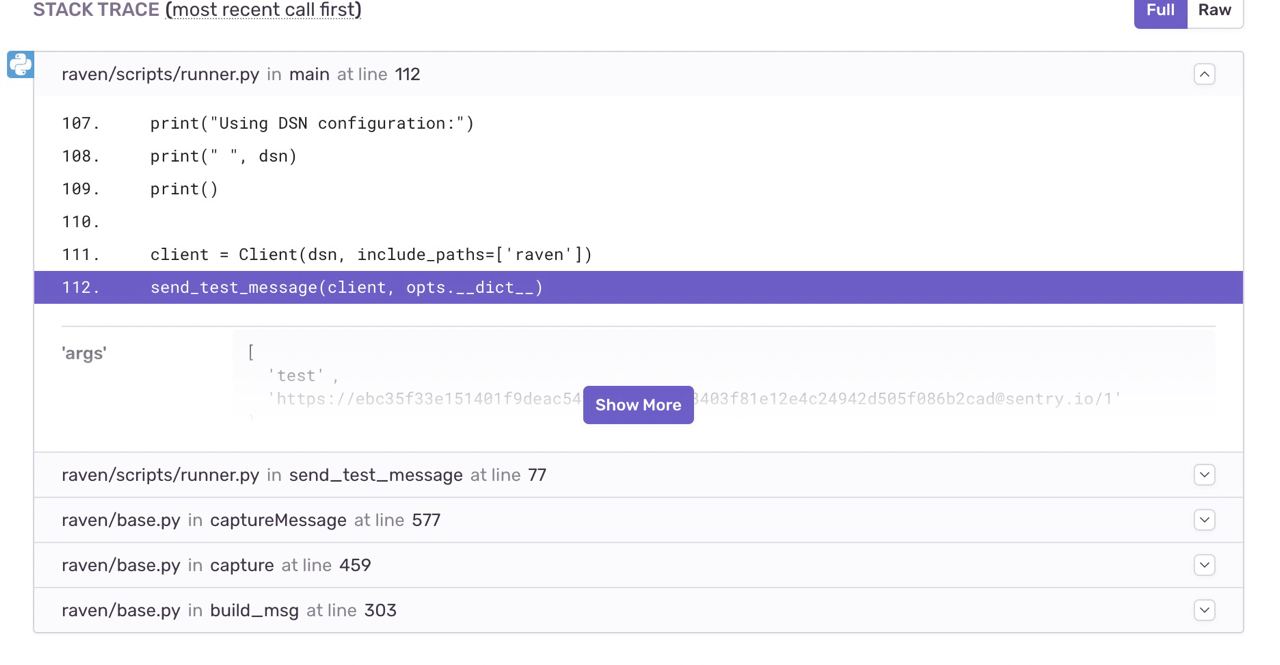 STACK TRACE (most recent call first)
Full Raw
raven/scripts/runner.py in main at line 112
107. print("Using DSN configuration:")
108. print(" ", dsn)
109. print()
110.
111. client = Client(dsn, include_paths=['raven'])
112. send_test_message(client, opts.__dict__)
'args' [
'test',
'https://ebc35f33e151401f9deac54 Show More 3403f81e12e4c24942d505f086b2cad@sentry.io/1'
raven/scripts/runner.py in send_test_message at line 77
raven/base.py in captureMessage at line 577
raven/base.py in capture at line 459
raven/base.py in build_msg at line 303